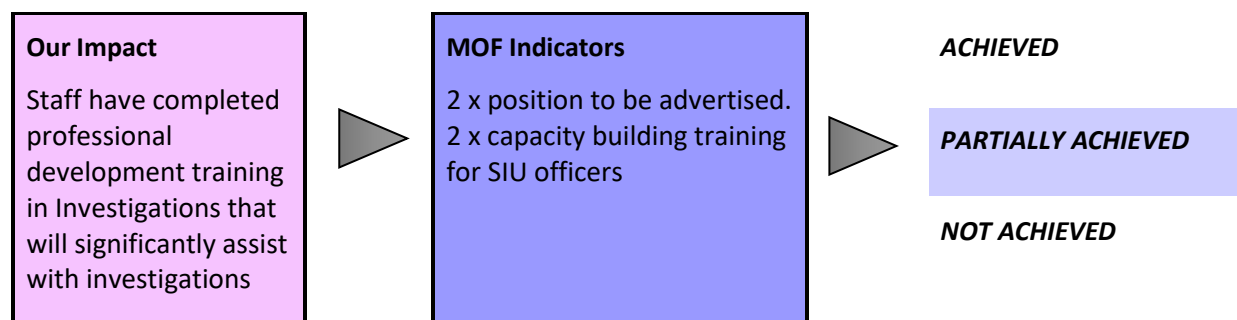 Our Impact
Staff have completed
professional
development training
in Investigations that
will significantly assist
with investigations
MOF Indicators
2 x position to be advertised.
2 x capacity building training
for SIU officers
ACHIEVED
PARTIALLY ACHIEVED
NOT ACHIEVED